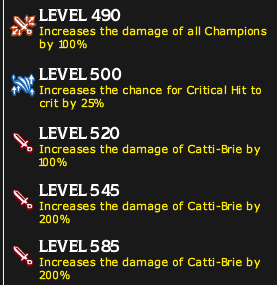 LEVEL 490
Increases the damage of all Champions
by 100%
LEVEL 500
Increases the chance for Critical Hit to
crit by 25%
LEVEL 520
Increases the damage of Catti-Brie by
100%
LEVEL 545
Increases the damage of Catti-Brie by
200%
LEVEL 585
Increases the damage of Catti-Brie by
200%